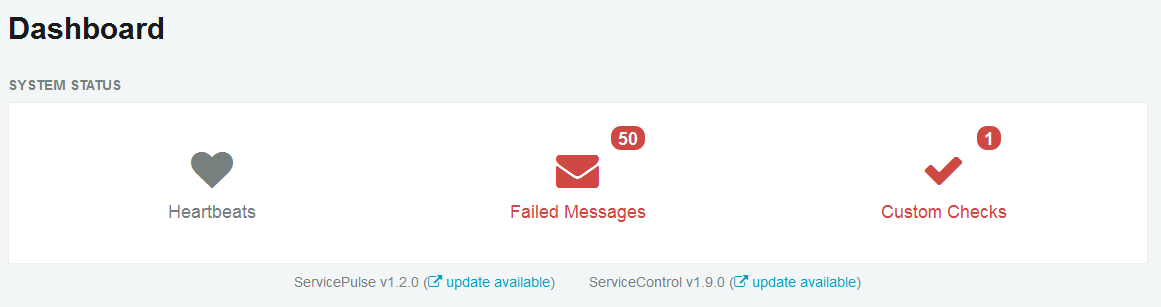 Dashboard
SYSTEM STATUS
50
1
Heartbeats
Failed Messages
Custom Checks
ServicePulse v1.2.0 (update available)
ServiceControl v1.9.0 (update available)